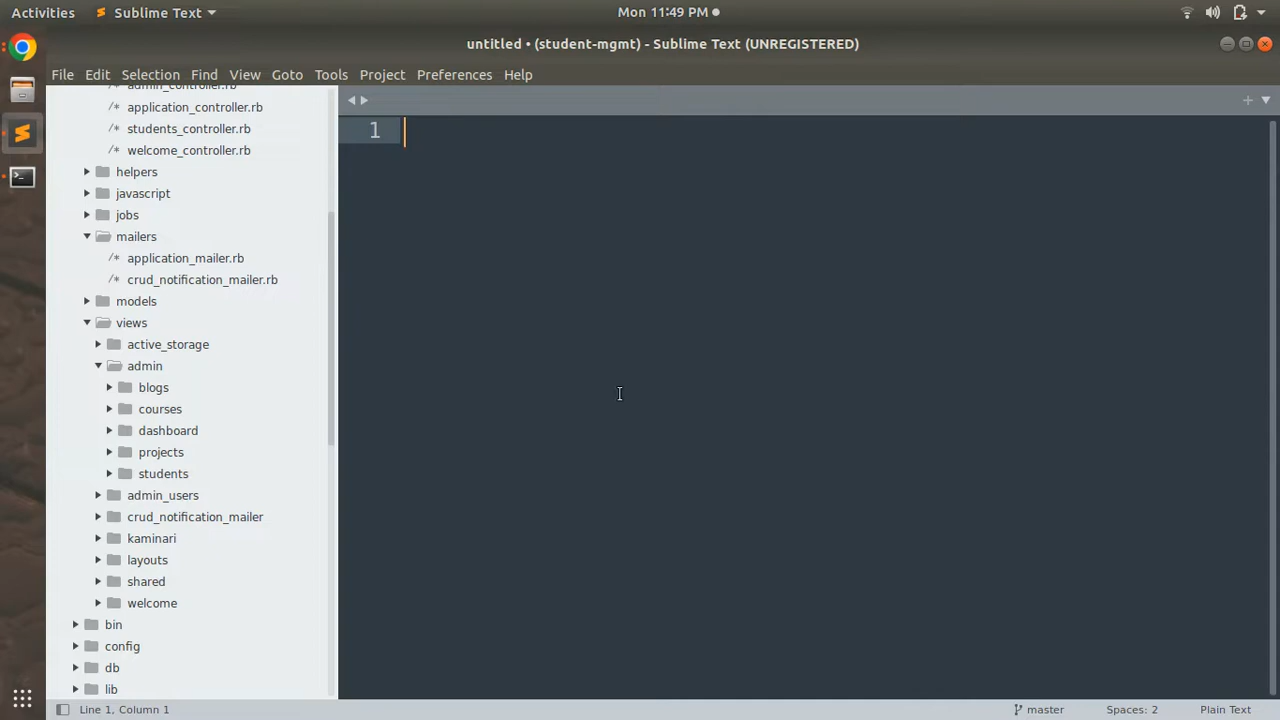 Activities
Sublime Text
Mon 11:49 PM
untitled • (student-mgmt) - Sublime Text (UNREGISTERED)
File Edit Selection Find View Goto Tools Project Preferences Help
/* admin_controller.rb
/* application_controller.rb
/* students_controller.rb
/* welcome_controller.rb
helpers
javascript
jobs
mailers
/* application_mailer.rb
/* crud_notification_mailer.rb
models
views
active_storage
admin
blogs
courses
dashboard
projects
students
admin_users
crud_notification_mailer
kaminari
layouts
shared
welcome
bin
config
db
lib
1
Line 1, Column 1
master
Spaces: 2
Plain Text